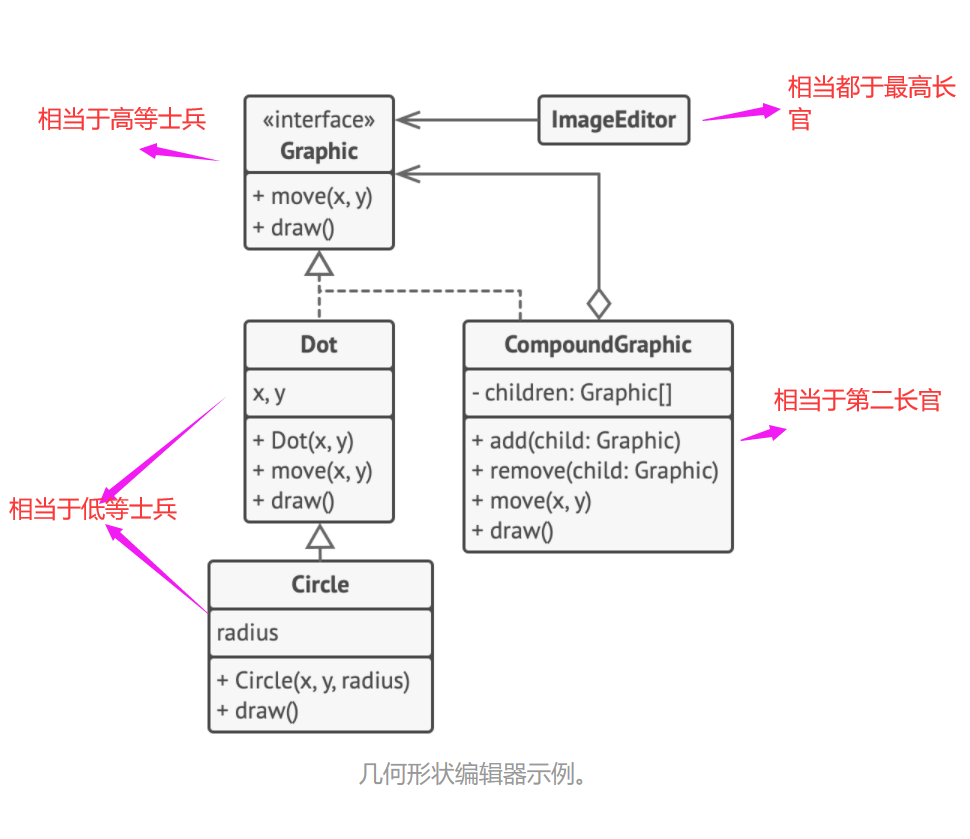 相当都于最高长
官
相当于高等士兵
«interface»
Graphic
+ move(x, y)
+ draw()
ImageEditor
Dot
x, y
+ Dot(x, y)
+ move(x, y)
+ draw()
CompoundGraphic
- children: Graphic[]
+ add(child: Graphic)
+ remove(child: Graphic)
+ move(x, y)
+ draw()
相当于第二长官
相当于低等士兵
Circle
radius
+ Circle(x, y, radius)
+ draw()
几何形状编辑器示例。